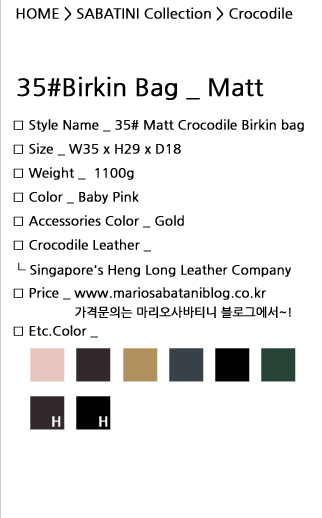 HOME > SABATINI Collection > Crocodile
35#Birkin Bag _ Matt
□ Style Name _ 35# Matt Crocodile Birkin bag
□ Size _ W35 x H29 x D18
□ Weight _ 1100g
□ Color _ Baby Pink
□ Accessories Color _ Gold
□ Crocodile Leather _
└ Singapore's Heng Long Leather Company
□ Price _ www.mariosabataniblog.co.kr
가격문의는 마리오사바티니 블로그에서~!
□ Etc.Color _
H H